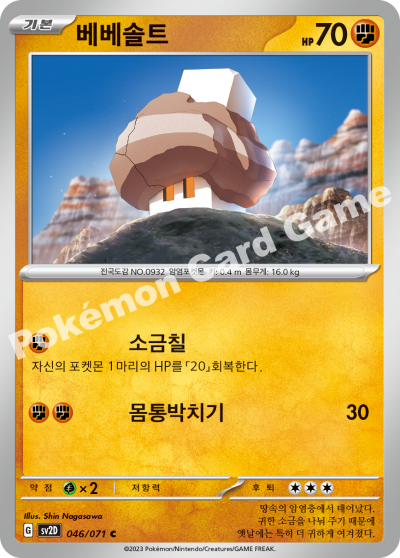 기본 베베솔트 HP 70
전국도감 NO.0932 암염포켓몬 키: 0.4 m 몸무게: 16.0 kg
소금칠
자신의 포켓몬 1마리의 HP를 「20」 회복한다.
몸통박치기 30
약점 ×2 저항력 후퇴
Illus. Shin Nagasawa
땅속의 암염층에서 태어났다.
귀한 소금을 나눠 주기 때문에
옛날에는 특히 더 귀하게 여겨졌다.
G SV2D 046/071 C
©2023 Pokémon/Nintendo/Creatures/GAME FREAK.
Pokémon Card Game